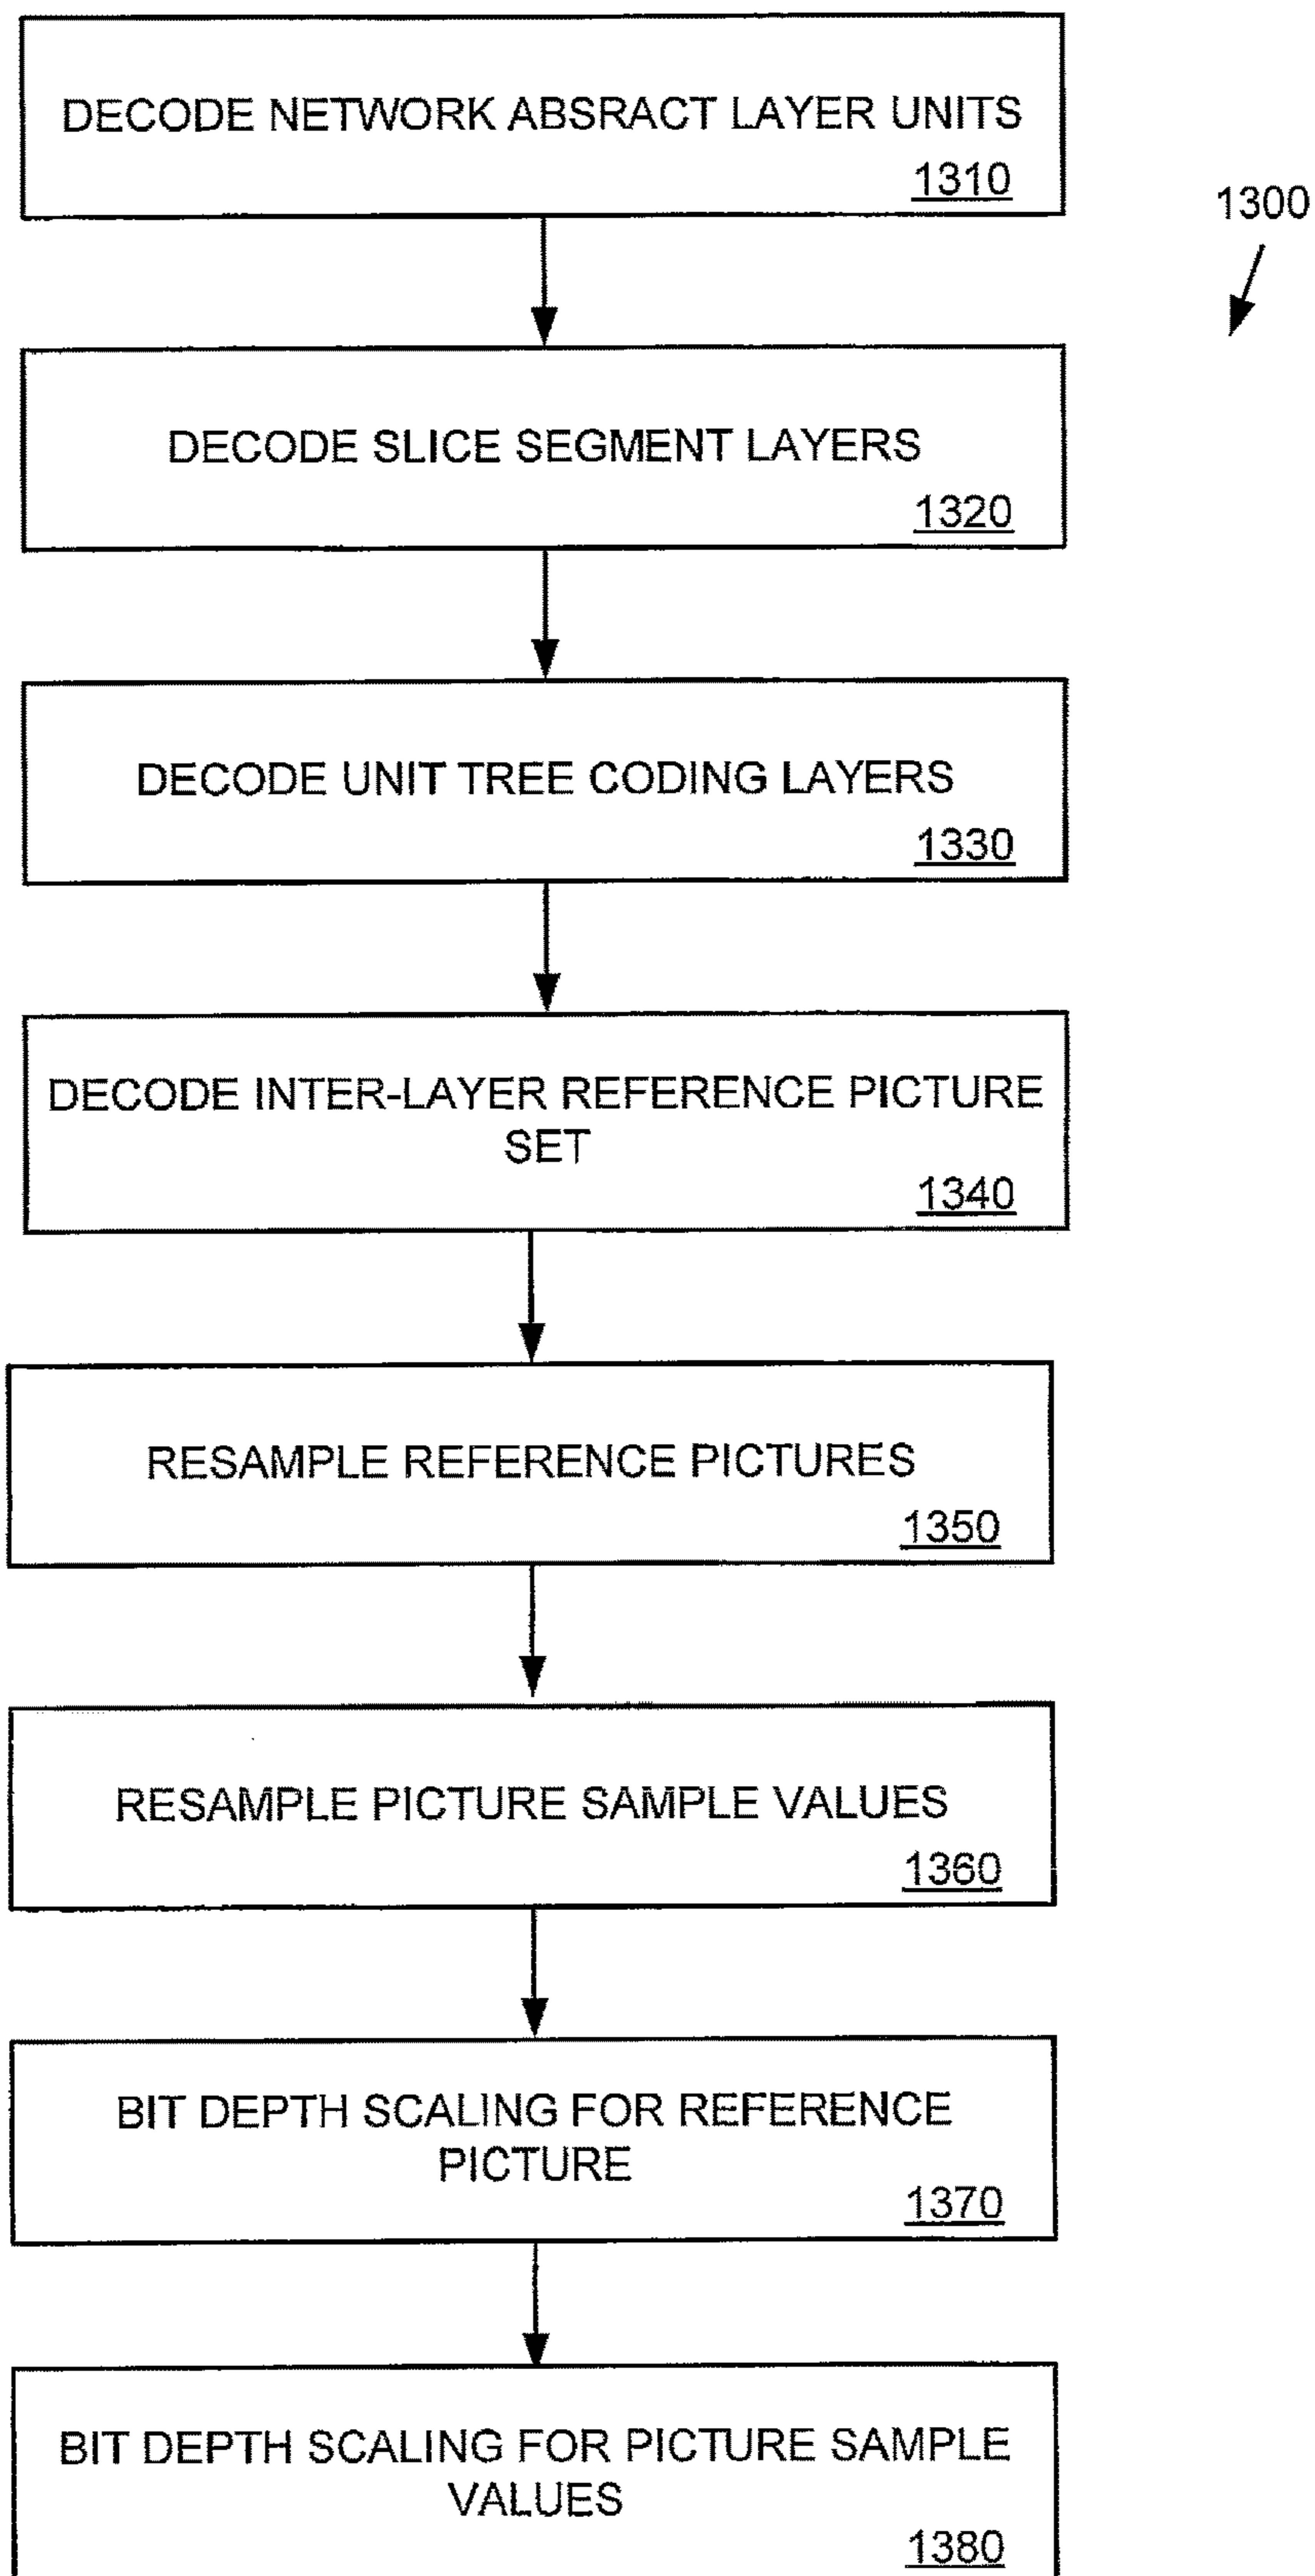 DECODE NETWORK ABSRACT LAYER UNITS
1310
1300
DECODE SLICE SEGMENT LAYERS
1320
DECODE UNIT TREE CODING LAYERS
1330
DECODE INTER-LAYER REFERENCE PICTURE
SET
1340
RESAMPLE REFERENCE PICTURES
1350
RESAMPLE PICTURE SAMPLE VALUES
1360
BIT DEPTH SCALING FOR REFERENCE
PICTURE
1370
BIT DEPTH SCALING FOR PICTURE SAMPLE
VALUES
1380